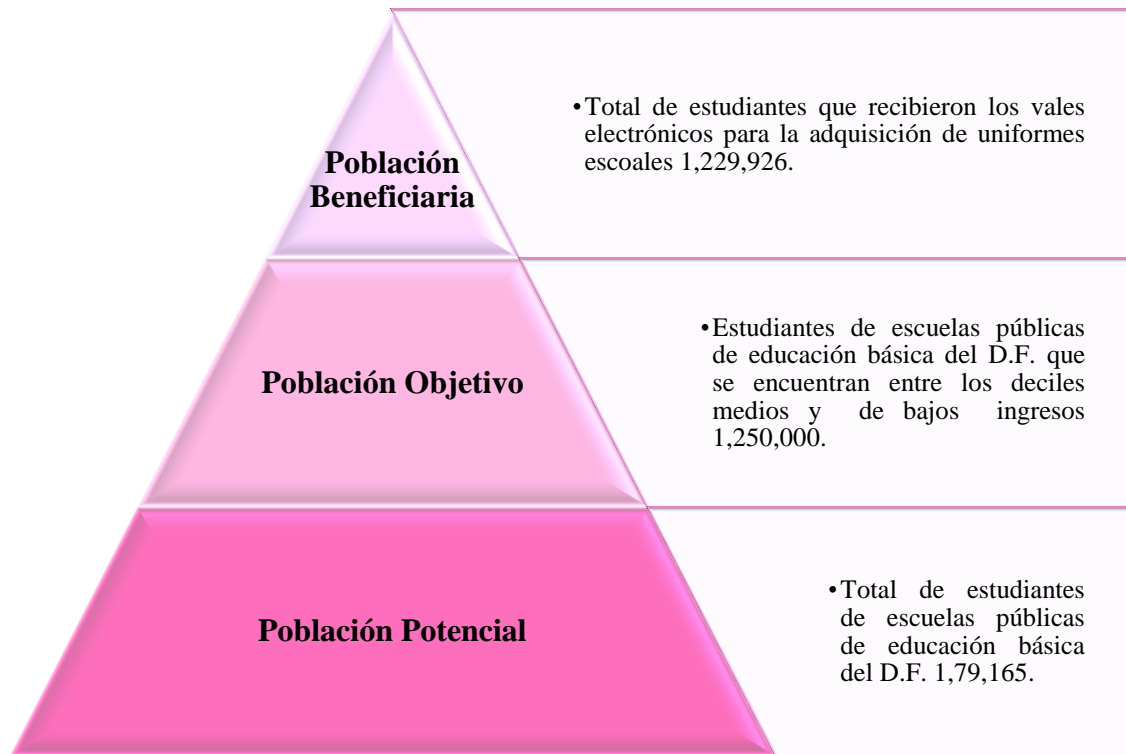 Población
Beneficiaria
•Total de estudiantes que recibieron los vales
electrónicos para la adquisición de uniformes
escoales 1,229,926.
Población Objetivo
•Estudiantes de escuelas públicas
de educación básica del D.F. que
se encuentran entre los deciles
medios y de bajos ingresos
1,250,000.
Población Potencial
•Total de estudiantes
de escuelas públicas
de educación básica
del D.F. 1,79,165.